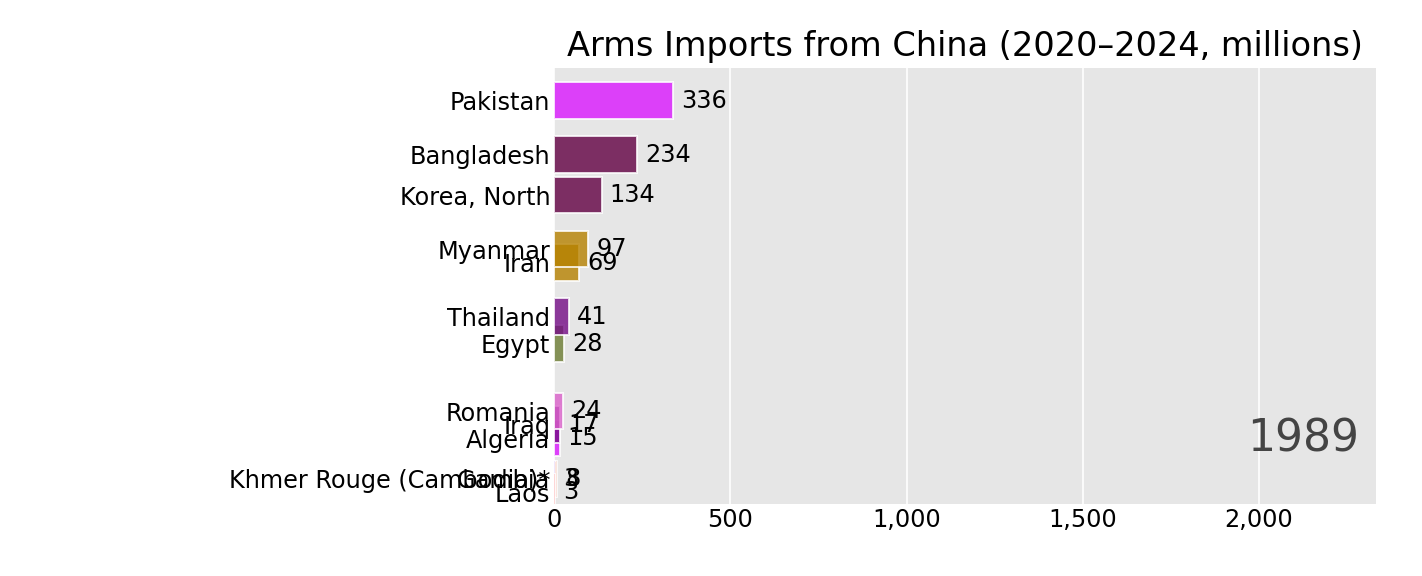 Arms Imports from China (2020–2024, millions)
Pakistan 336
Bangladesh 234
Korea, North 134
Myanmar 97
Iran 69
Thailand 41
Egypt 28
Romania 24
Iraq 17
Algeria 15
1989
Khmer Rouge (Cambodia)*
Laos 3
0 500 1,000 1,500 2,000